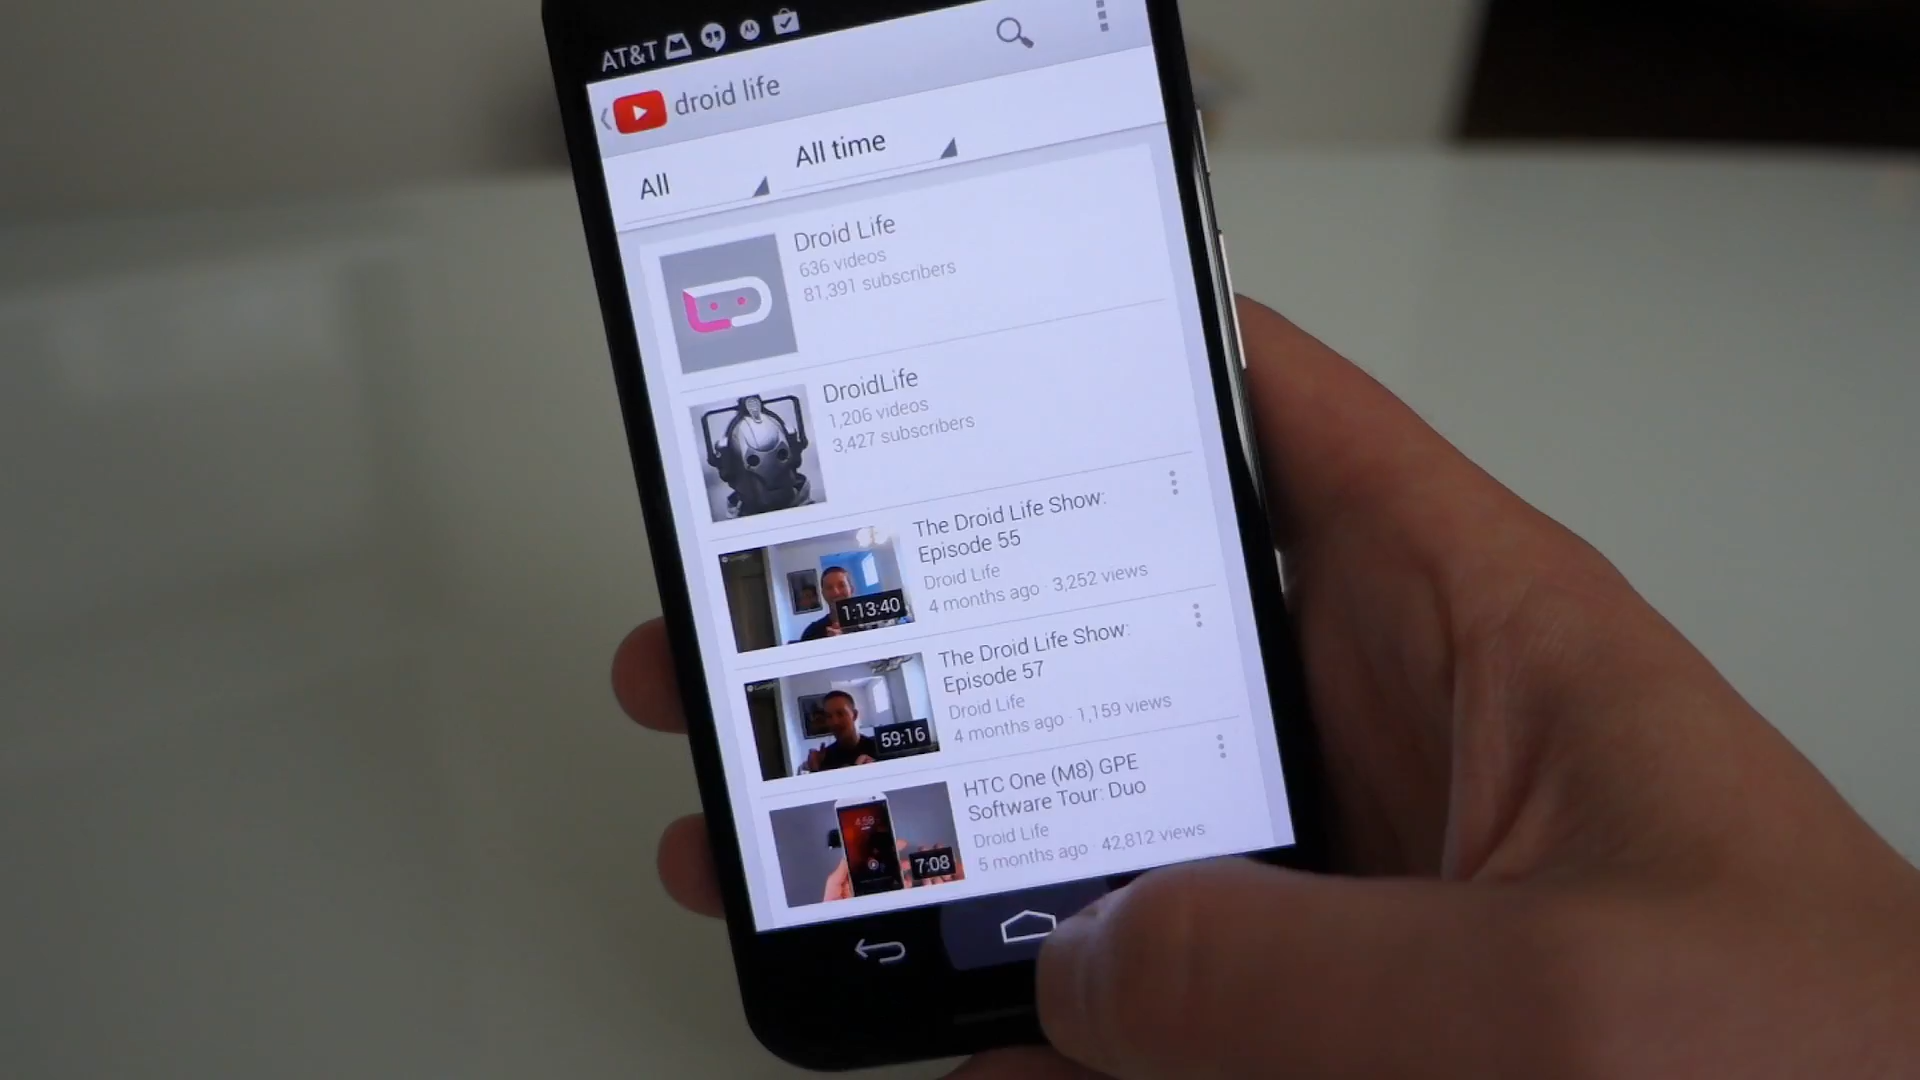 AT&T
droid life
All
All time
Droid Life
636 videos
81,391 subscribers
DroidLife
1,206 videos
3,427 subscribers
The Droid Life Show:
Episode 55
Droid Life
4 months ago · 3,252 views
1:13:40
The Droid Life Show:
Episode 57
Droid Life
4 months ago · 1,159 views
59:16
HTC One (M8) GPE
Software Tour: Duo
Droid Life
5 months ago · 42,812 views
4:58
7:08